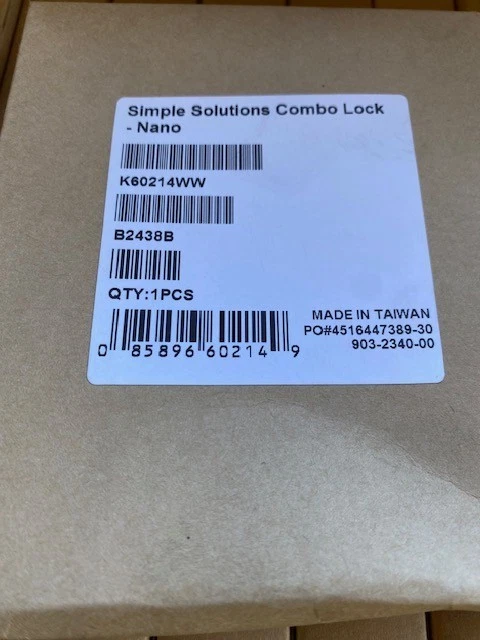 Simple Solutions Combo Lock
- Nano
K60214WW
B2438B
QTY:1PCS
MADE IN TAIWAN
PO#4516447389-30
903-2340-00
0 85896 60214 9